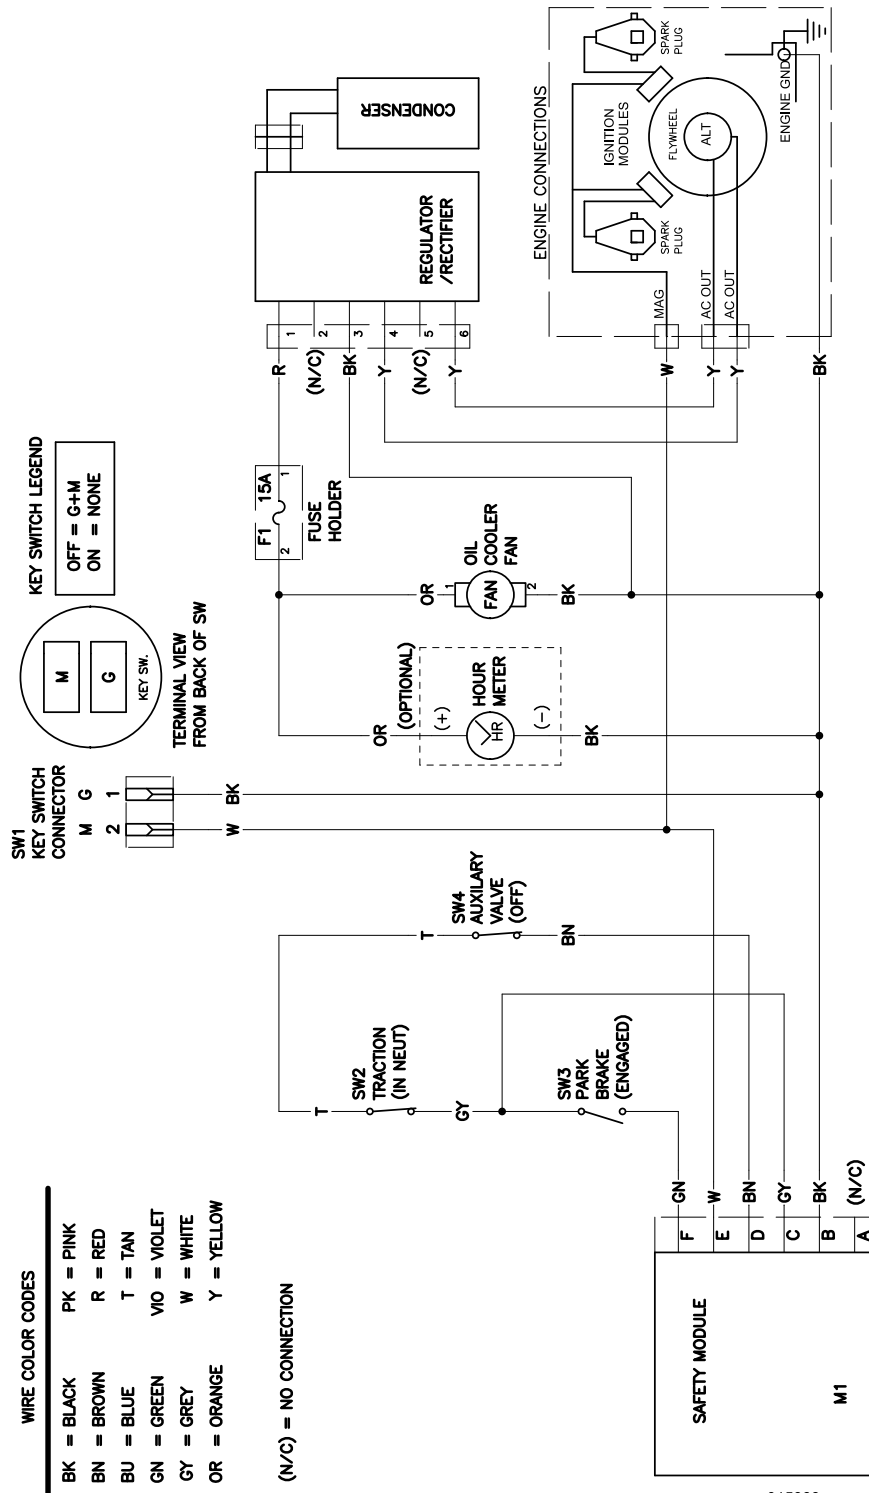 WIRE COLOR CODES
BK = BLACK PK = PINK
BN = BROWN R = RED
BU = BLUE T = TAN
GN = GREEN VIO = VIOLET
GY = GREY W = WHITE
OR = ORANGE Y = YELLOW
(N/C) = NO CONNECTION
SW1
KEY SWITCH
CONNECTOR
M G
2 1
W
BK
M
G
KEY SW.
TERMINAL VIEW
FROM BACK OF SW
KEY SWITCH LEGEND
OFF = G+M
ON = NONE
T
SW2
TRACTION
(IN NEUT)
GY
SW3
PARK
BRAKE
(ENGAGED)
T
SW4
AUXILARY
VALVE
(OFF)
BN
OR
(OPTIONAL)
(+)
HR
HOUR
METER
(-)
BK
OR
1
FAN
2
OIL
COOLER
FAN
BK
F1 15A
2 1
FUSE
HOLDER
R
(N/C)
BK
Y
(N/C)
Y
1
2
3
4
5
6
REGULATOR
/RECTIFIER
CONDENSER
ENGINE CONNECTIONS
W
Y
Y
BK
MAG
AC OUT
AC OUT
SPARK
PLUG
IGNITION
MODULES
SPARK
PLUG
FLYWHEEL
ALT
ENGINE GND
GN
W
BN
GY
BK
(N/C)
F
E
D
C
B
A
SAFETY MODULE
M1